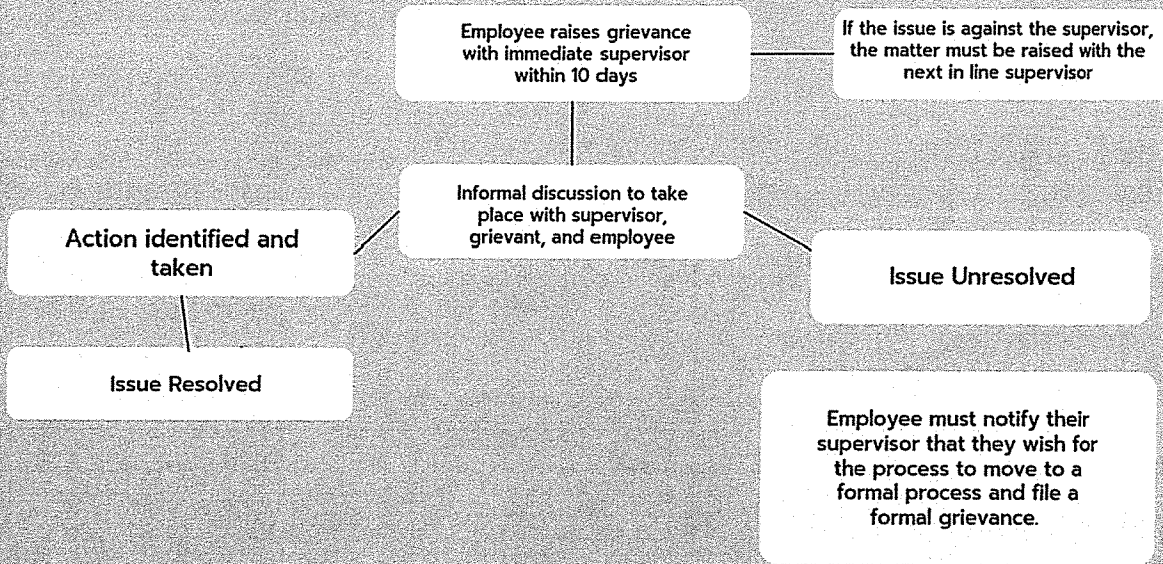 Employee raises grievance
with immediate supervisor
within 10 days
If the issue is against the supervisor,
the matter must be raised with the
next in line supervisor
Informal discussion to take
place with supervisor,
grievant, and employee
Action identified and
taken
Issue Unresolved
Issue Resolved
Employee must notify their
supervisor that they wish for
the process to move to a
formal process and file a
formal grievance.